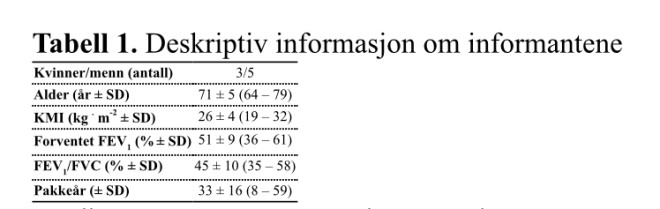 Tabell 1. Deskriptiv informasjon om informantene
Kvinner/menn (antall) 3/5
Alder (år ± SD) 71 ± 5 (64 – 79)
KMI (kg · m⁻² ± SD) 26 ± 4 (19 – 32)
Forventet FEV₁ (% ± SD) 51 ± 9 (36 – 61)
FEV₁/FVC (% ± SD) 45 ± 10 (35 – 58)
Pakkeår (± SD) 33 ± 16 (8 – 59)